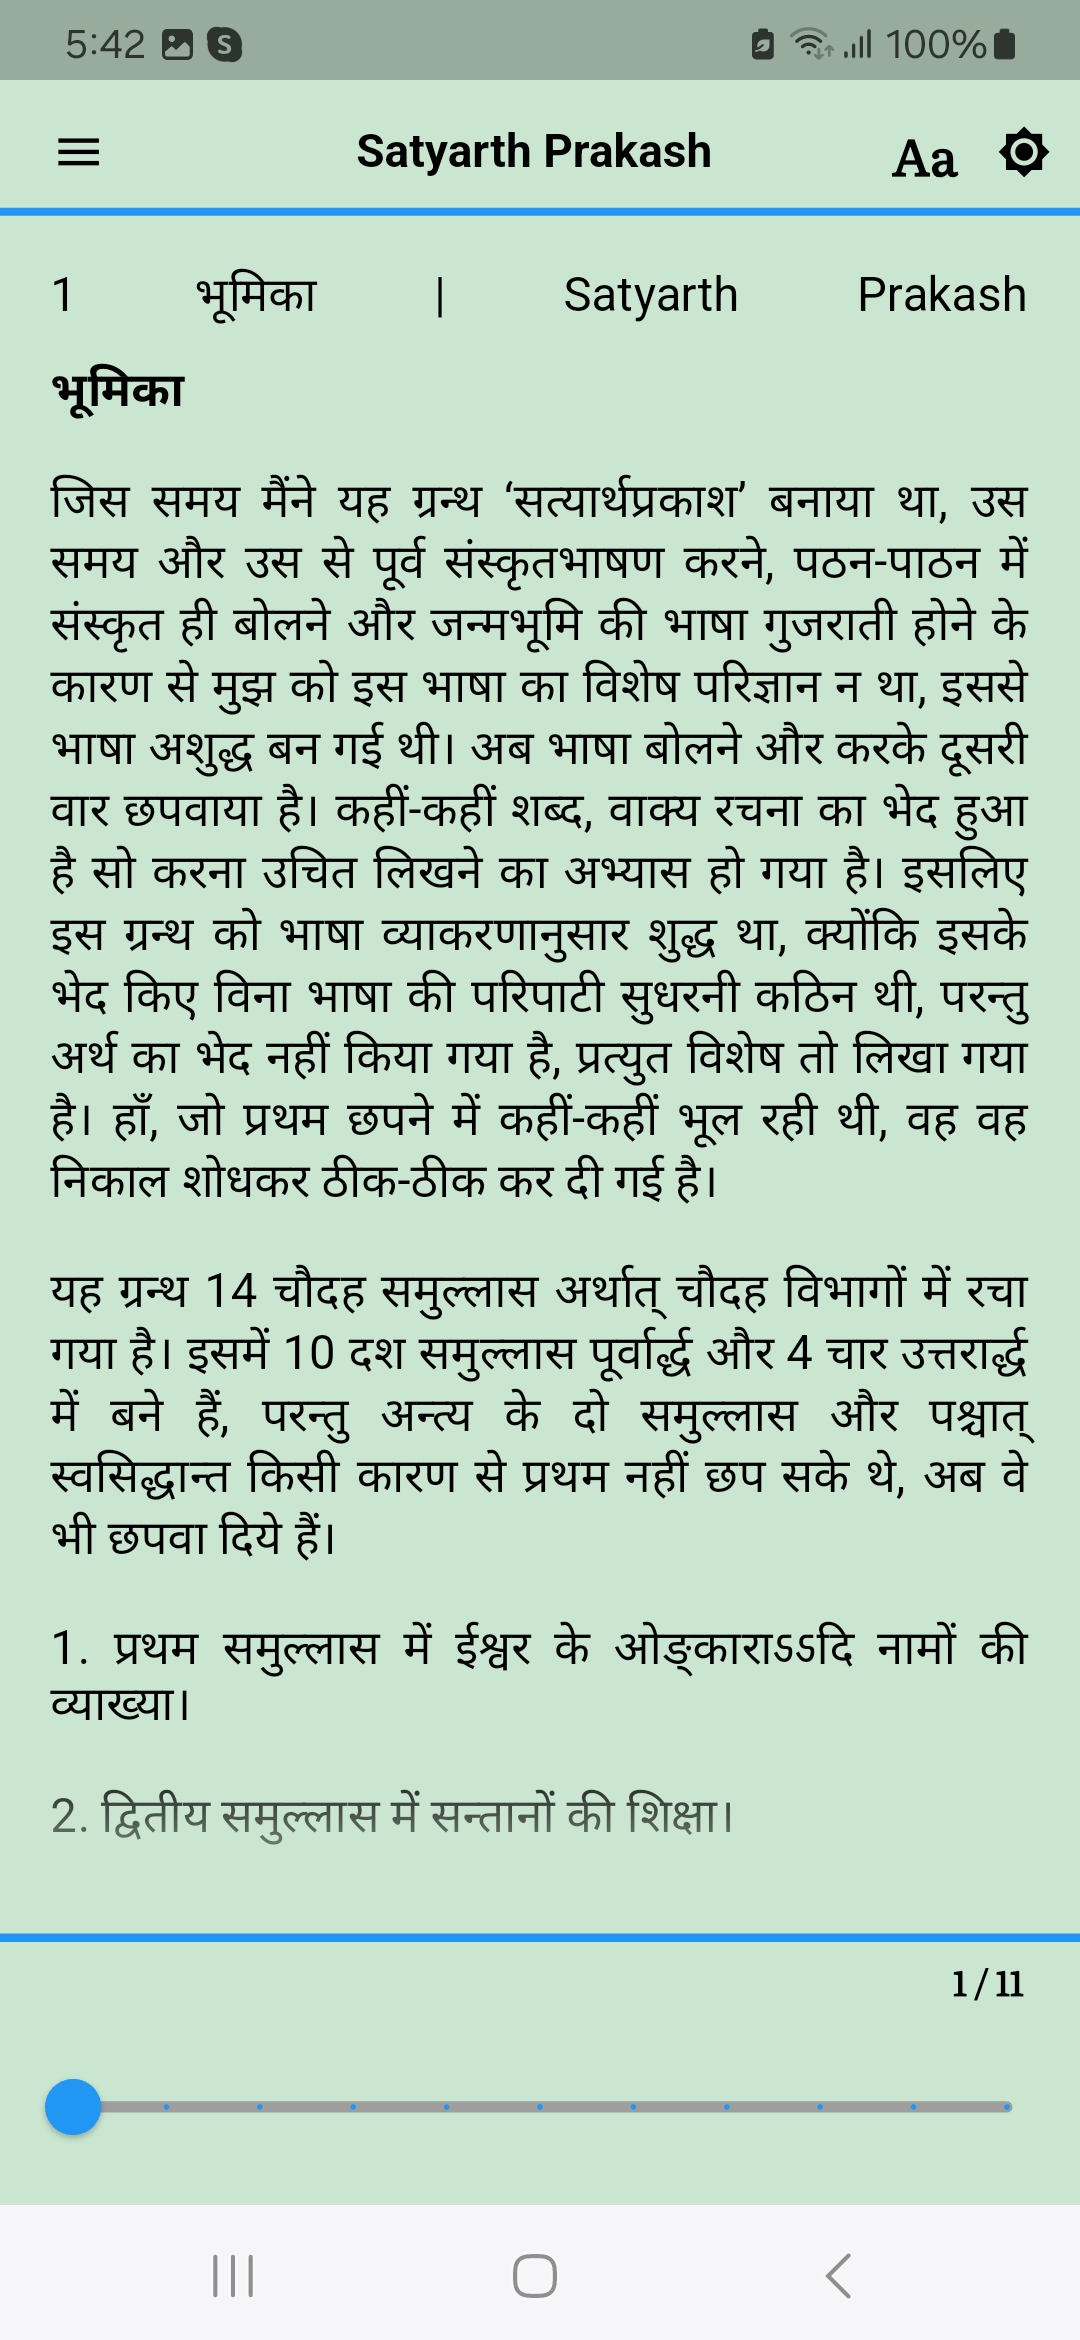 5:42
100%
Satyarth Prakash
Aa
1 भूमिका | Satyarth Prakash
भूमिका
जिस समय मैंने यह ग्रन्थ ‘सत्यार्थप्रकाश’ बनाया था, उस
समय और उस से पूर्व संस्कृतभाषण करने, पठन-पाठन में
संस्कृत ही बोलने और जन्मभूमि की भाषा गुजराती होने के
कारण से मुझ को इस भाषा का विशेष परिज्ञान न था, इससे
भाषा अशुद्ध बन गई थी। अब भाषा बोलने और करके दूसरी
वार छपवाया है। कहीं-कहीं शब्द, वाक्य रचना का भेद हुआ
है सो करना उचित लिखने का अभ्यास हो गया है। इसलिए
इस ग्रन्थ को भाषा व्याकरणानुसार शुद्ध था, क्योंकि इसके
भेद किए विना भाषा की परिपाटी सुधरनी कठिन थी, परन्तु
अर्थ का भेद नहीं किया गया है, प्रत्युत विशेष तो लिखा गया
है। हाँ, जो प्रथम छपने में कहीं-कहीं भूल रही थी, वह वह
निकाल शोधकर ठीक-ठीक कर दी गई है।
यह ग्रन्थ 14 चौदह समुल्लास अर्थात् चौदह विभागों में रचा
गया है। इसमें 10 दश समुल्लास पूर्वार्द्ध और 4 चार उत्तरार्द्ध
में बने हैं, परन्तु अन्त्य के दो समुल्लास और पश्चात्
स्वसिद्धान्त किसी कारण से प्रथम नहीं छप सके थे, अब वे
भी छपवा दिये हैं।
1. प्रथम समुल्लास में ईश्वर के ओङ्काराऽऽदि नामों की
व्याख्या।
2. द्वितीय समुल्लास में सन्तानों की शिक्षा।
1 / 11